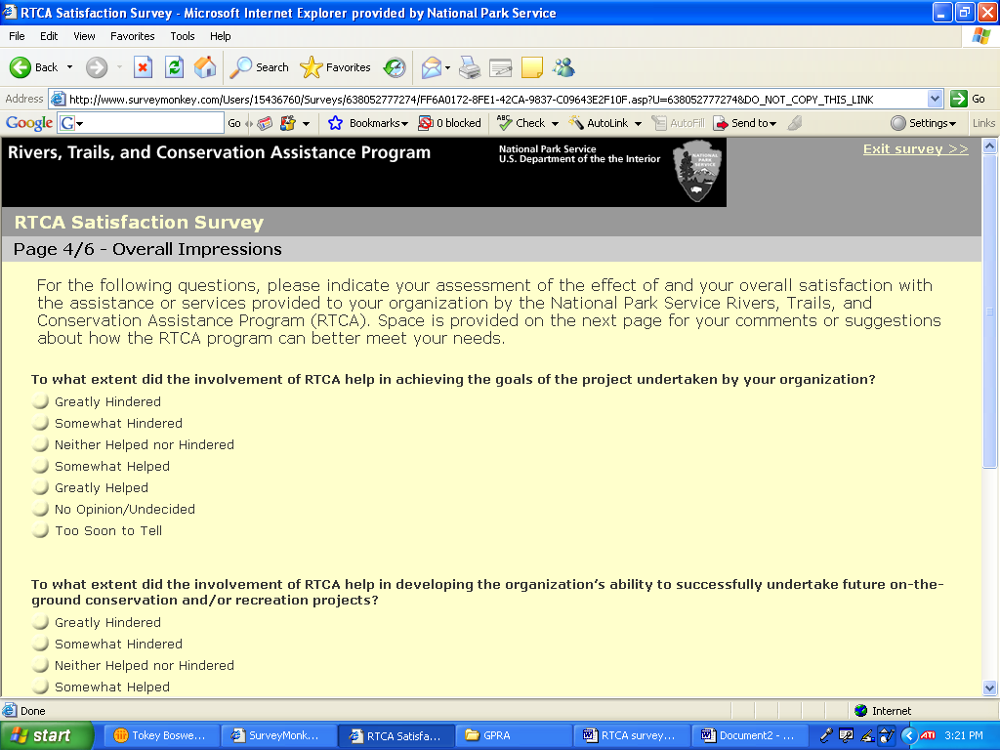 RTCA Satisfaction Survey - Microsoft Internet Explorer provided by National Park Service
File Edit View Favorites Tools Help
Back Search Favorites
Address http://www.surveymonkey.com/Users/15436760/Surveys/638052777274/FF6A0172-8FE1-42CA-9837-C09643E2F10F.asp?U=638052777274&DO_NOT_COPY_THIS_LINK Go
Google G Go Bookmarks 0 blocked ABC Check AutoLink AutoFill Send to Settings Links
Rivers, Trails, and Conservation Assistance Program
National Park Service
U.S. Department of the the Interior
NATIONAL
PARK
SERVICE
Exit survey >>
RTCA Satisfaction Survey
Page 4/6 - Overall Impressions
For the following questions, please indicate your assessment of the effect of and your overall satisfaction with
the assistance or services provided to your organization by the National Park Service Rivers, Trails, and
Conservation Assistance Program (RTCA). Space is provided on the next page for your comments or suggestions
about how the RTCA program can better meet your needs.
To what extent did the involvement of RTCA help in achieving the goals of the project undertaken by your organization?
Greatly Hindered
Somewhat Hindered
Neither Helped nor Hindered
Somewhat Helped
Greatly Helped
No Opinion/Undecided
Too Soon to Tell
To what extent did the involvement of RTCA help in developing the organization's ability to successfully undertake future on-the-
ground conservation and/or recreation projects?
Greatly Hindered
Somewhat Hindered
Neither Helped nor Hindered
Somewhat Helped
Done Internet
start Tokey Boswe... SurveyMonk... RTCA Satisfa... GPRA RTCA survey... Document2 - ... ATI 3:21 PM